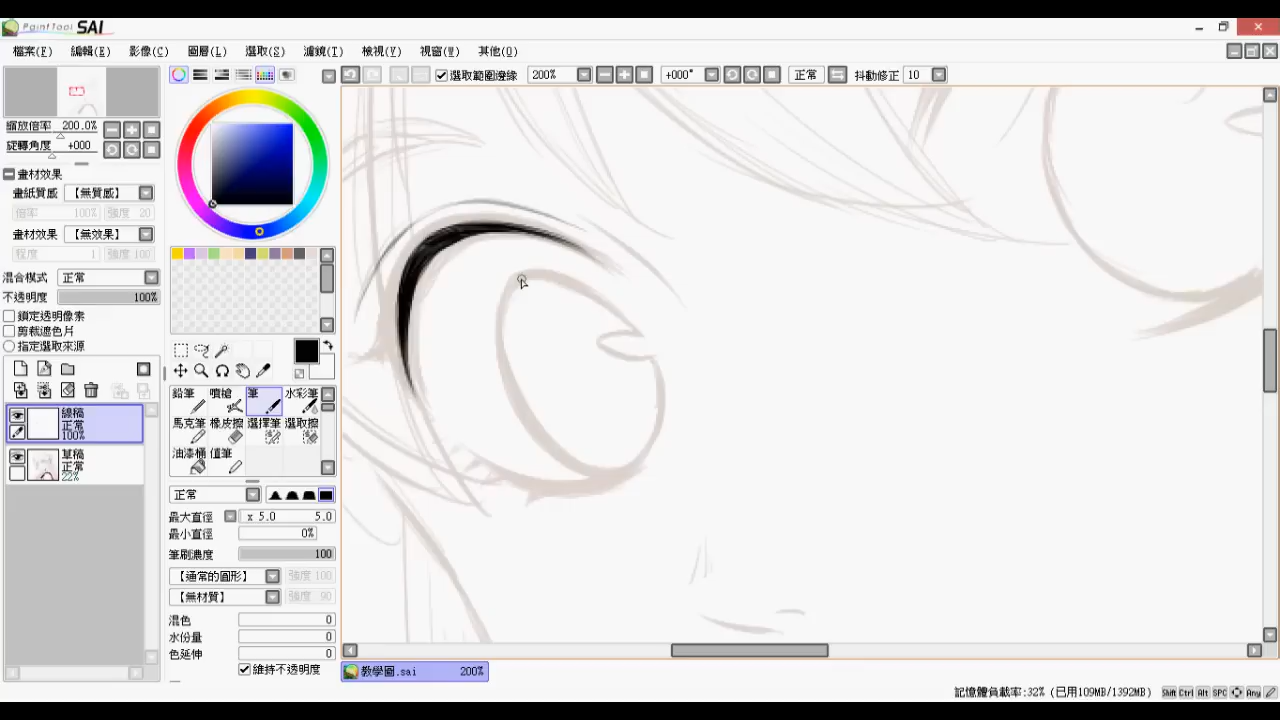 PaintTool SAI
檔案(F) 編輯(E) 影像(C) 圖層(L) 選取(S) 濾鏡(T) 檢視(V) 視窗(W) 其他(O)
選取範圍邊緣 200% +000° 正常 抖動修正 10
縮放倍率 200.0%
旋轉角度 +000
畫材效果
畫紙質感 【無質感】
倍率 100% 強度 20
畫材效果 【無效果】
程度 1 強度 100
混合模式 正常
不透明度 100%
鎖定透明像素
剪裁遮色片
指定選取來源
線稿
正常
100%
草稿
正常
22%
鉛筆 噴槍 筆 水彩筆
馬克筆 橡皮擦 選擇筆 選取擦
油漆桶 值筆
正常
最大直徑 x 5.0 5.0
最小直徑 0%
筆刷濃度 100
【通常的圓形】 強度 100
【無材質】 強度 90
混色 0
水份量 0
色延伸 0
維持不透明度
教學圖.sai 200%
記憶體負載率:32% (已用109MB/1392MB) Shift Ctrl Alt SPC Any